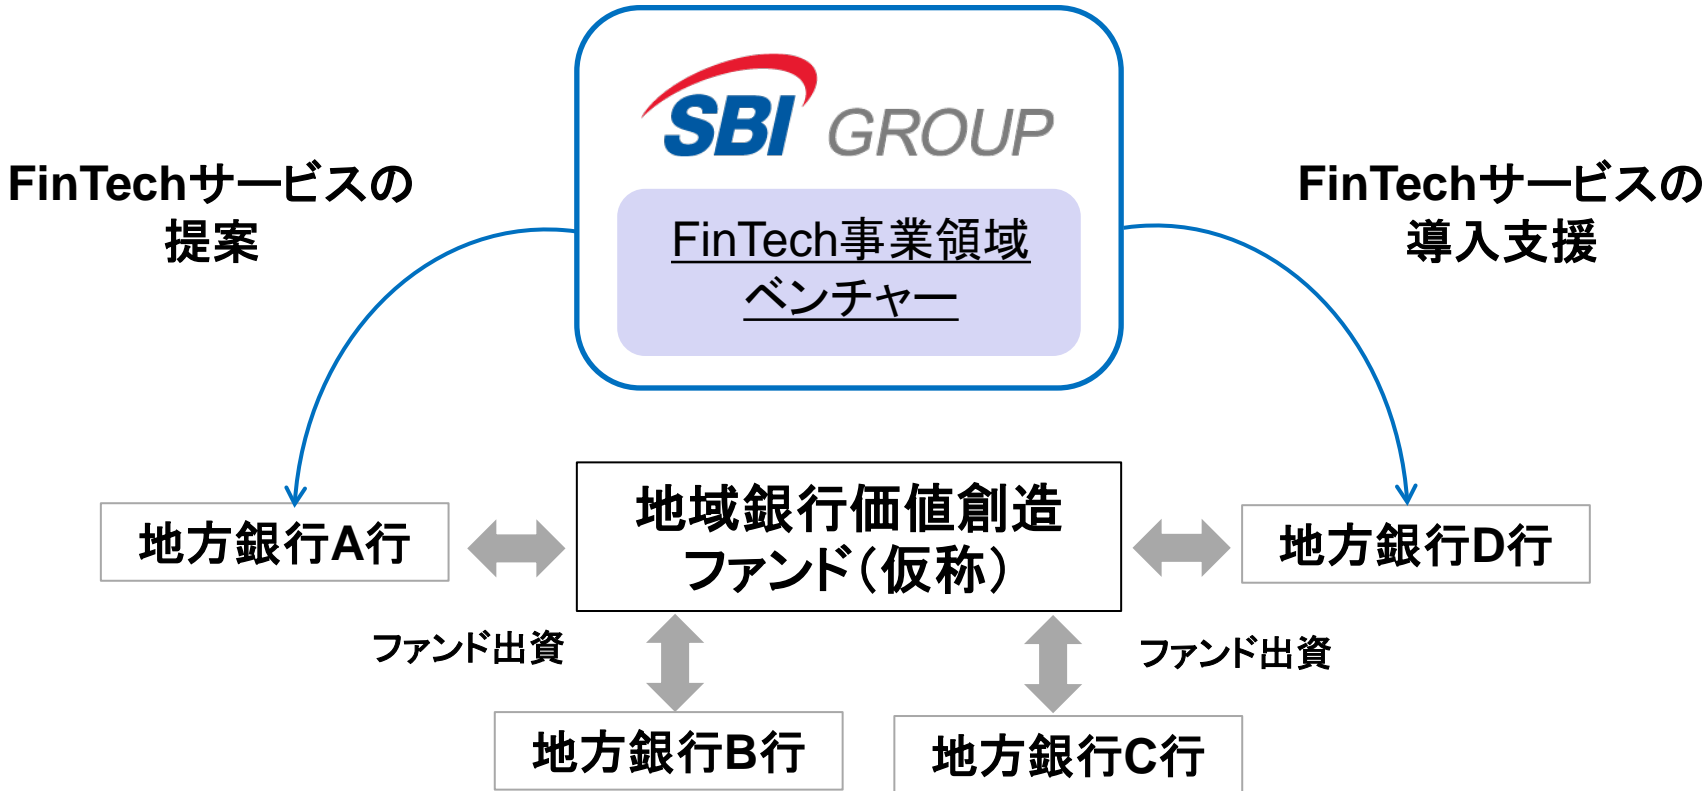 SBI GROUP
FinTechサービスの
提案
FinTech事業領域
ベンチャー
FinTechサービスの
導入支援
地方銀行A行
地域銀行価値創造
ファンド（仮称）
地方銀行D行
ファンド出資
ファンド出資
地方銀行B行
地方銀行C行